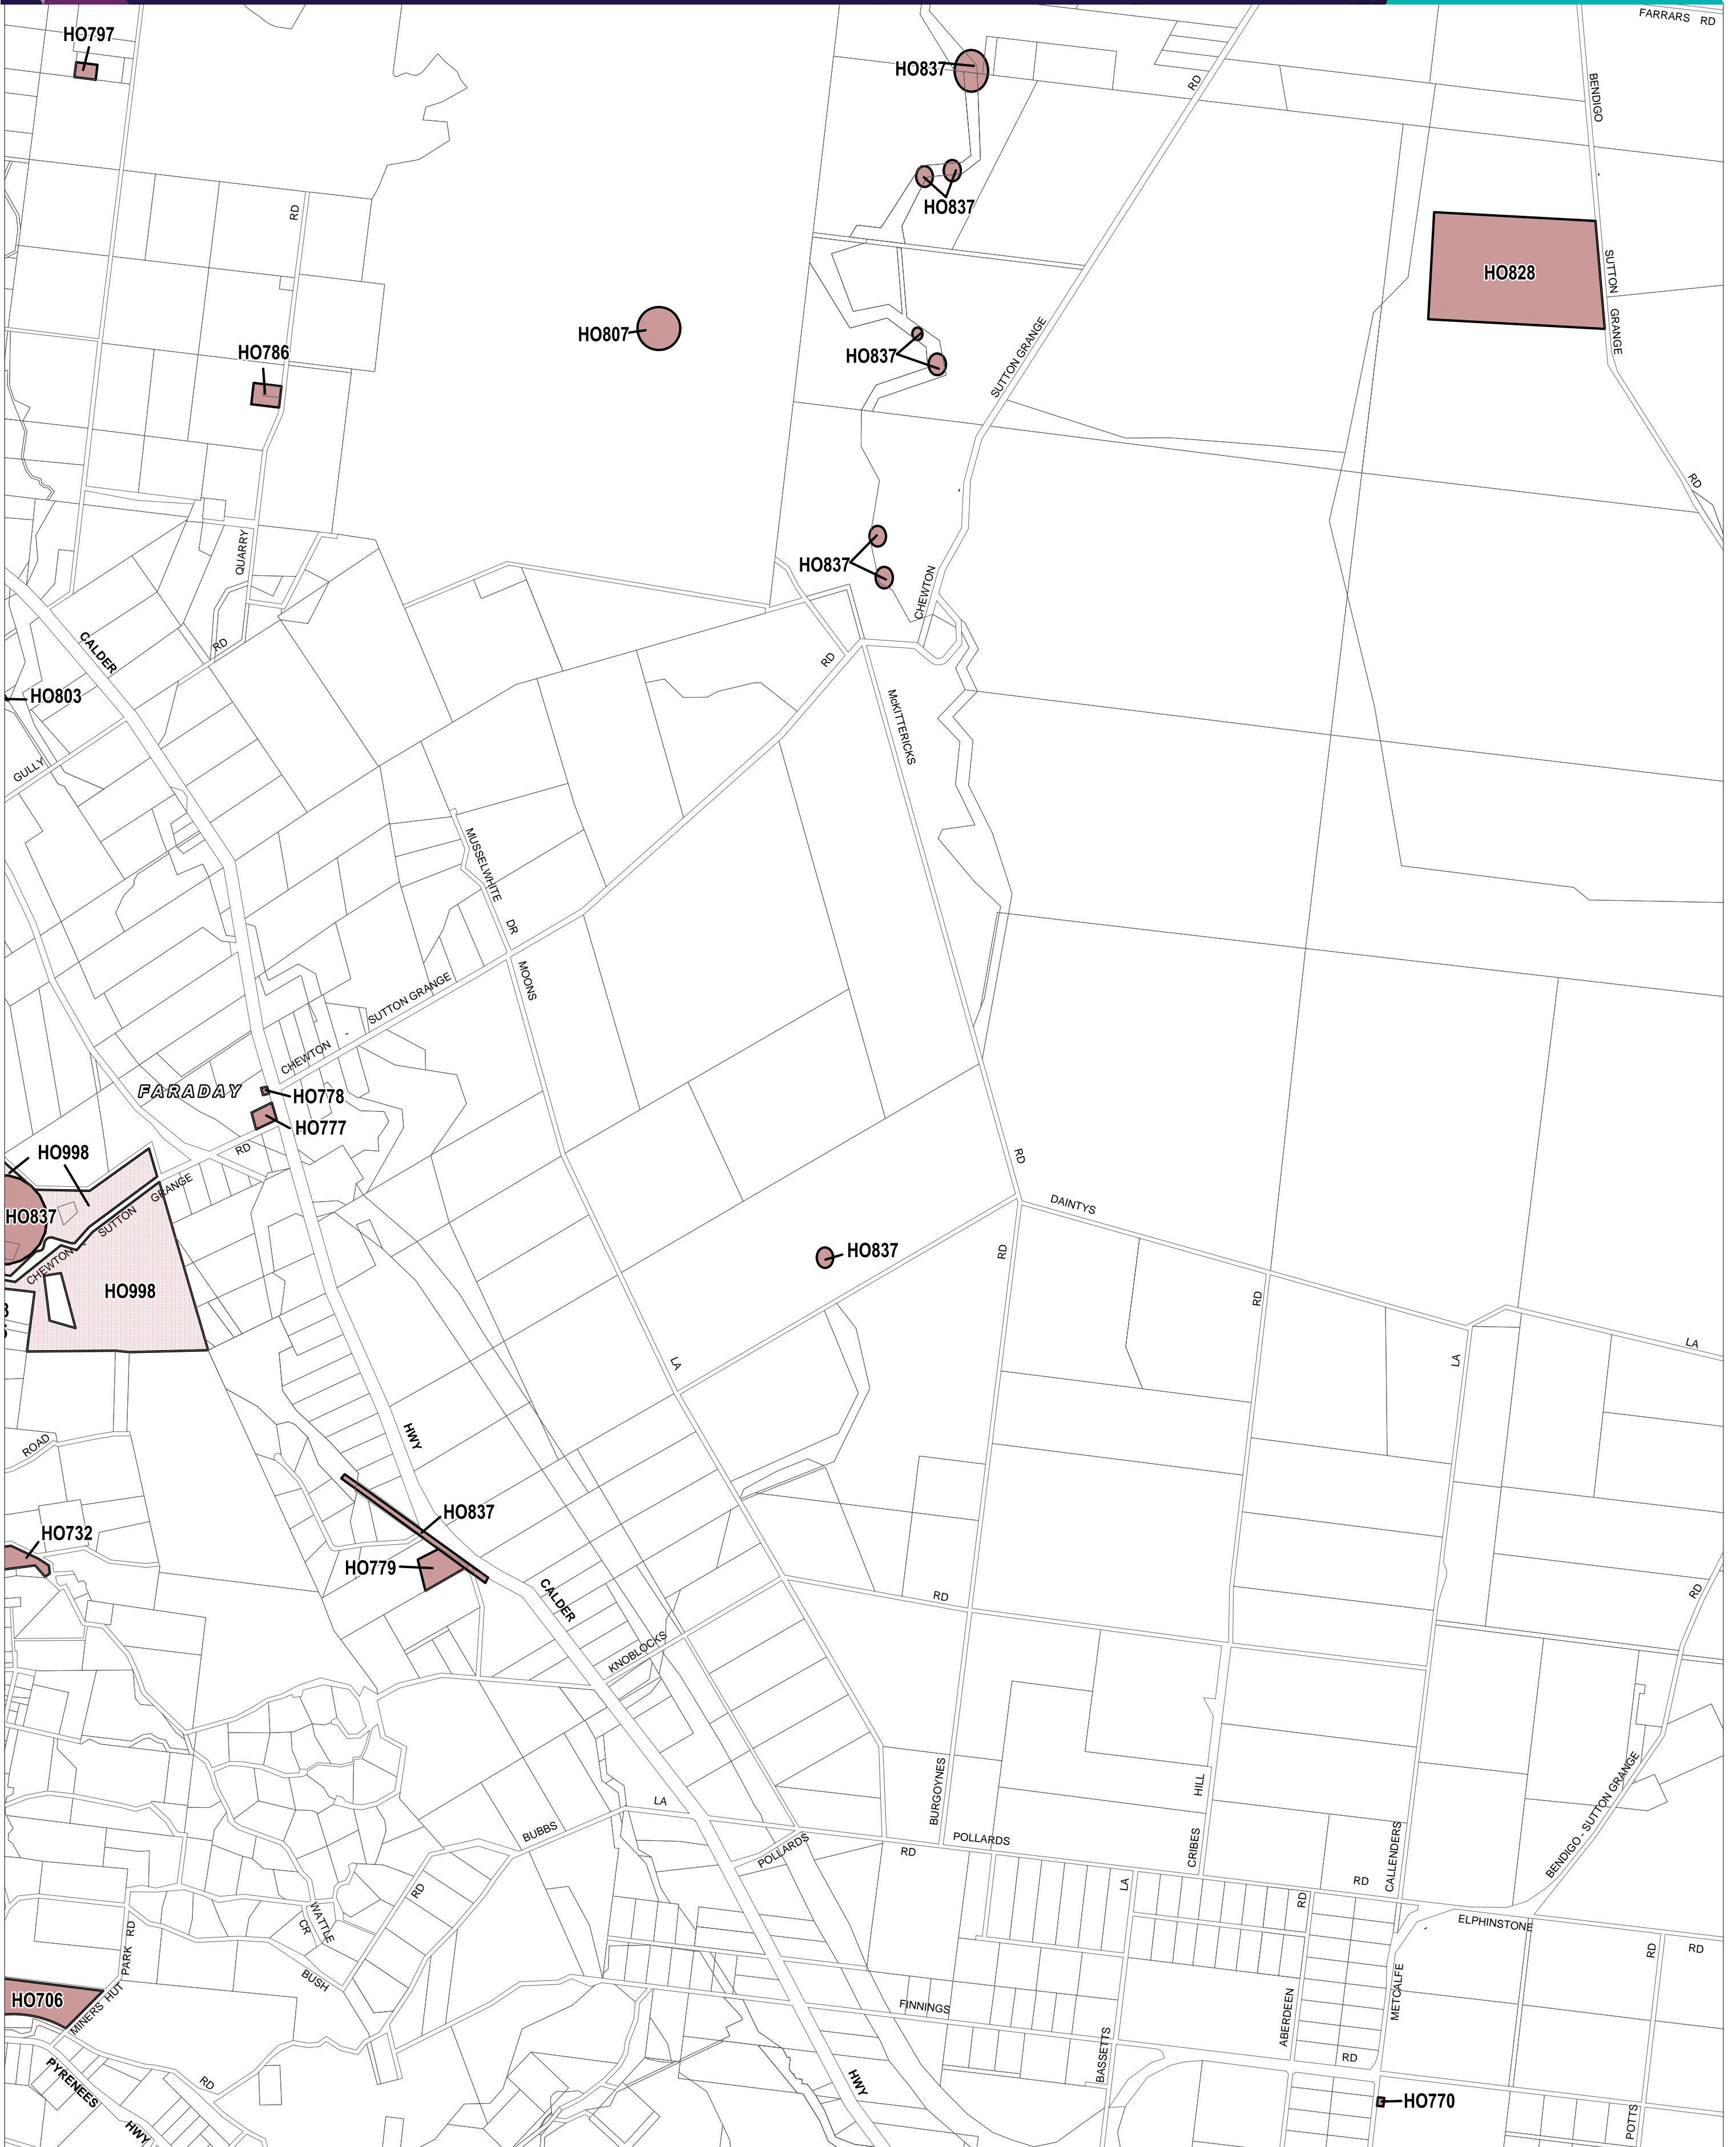 FARRARS RD
HO797
HO837
RD
BENDIGO
RD
HO837
SUTTON
HO828
HO807
GRANGE
HO786
HO837
SUTTON GRANGE
RD
QUARRY
HO837
CHEWTON
CALDER
RD
RD
HO803
McKITTERICKS
GULLY
MUSSELWHITE
DR
MOONS
SUTTON GRANGE
-
CHEWTON
FARADAY
HO778
HO777
RD
HO998
RD
GRANGE
DAINTYS
HO837
SUTTON
RD
HO837
CHEWTON -
HO998
RD
LA
LA
LA
HWY
ROAD
HO837
HO732
HO779
CALDER
RD
RD
KNOBLOCKS
BURGOYNES
HILL
BENDIGO - SUTTON GRANGE
LA
BUBBS
POLLARDS
POLLARDS
RD
CRIBES
CALLENDERS
RD
LA
RD
RD
WATTLE
CR
ELPHINSTONE
-
PARK RD
RD
RD
BUSH
METCALFE
HO706
MINERS HUT
FINNINGS
ABERDEEN
BASSETTS
RD
PYRENEES
RD
HWY
HO770
POTTS
HWY